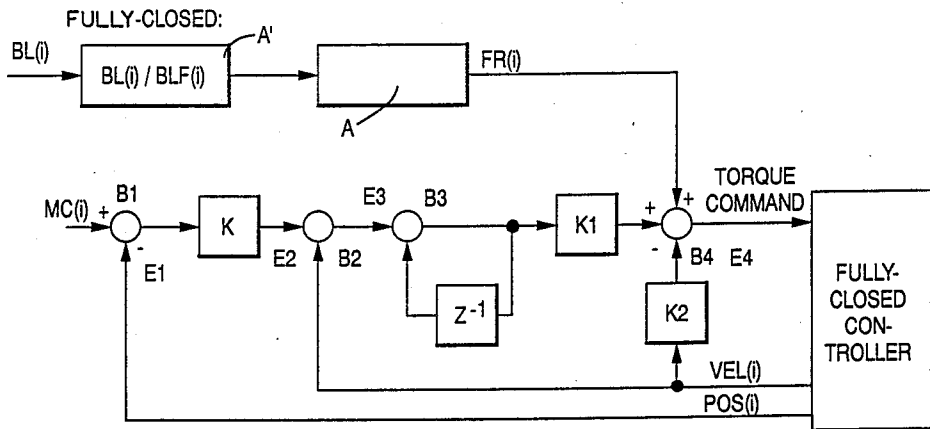 FULLY-CLOSED:
A'
BL(i)
BL(i) / BLF(i)
FR(i)
A
MC(i)
+
B1
-
E1
K
E2
B2
E3
B3
Z-1
K1
+
+
-
B4
E4
K2
TORQUE
COMMAND
FULLY-
CLOSED
CON-
TROLLER
VEL(i)
POS(i)